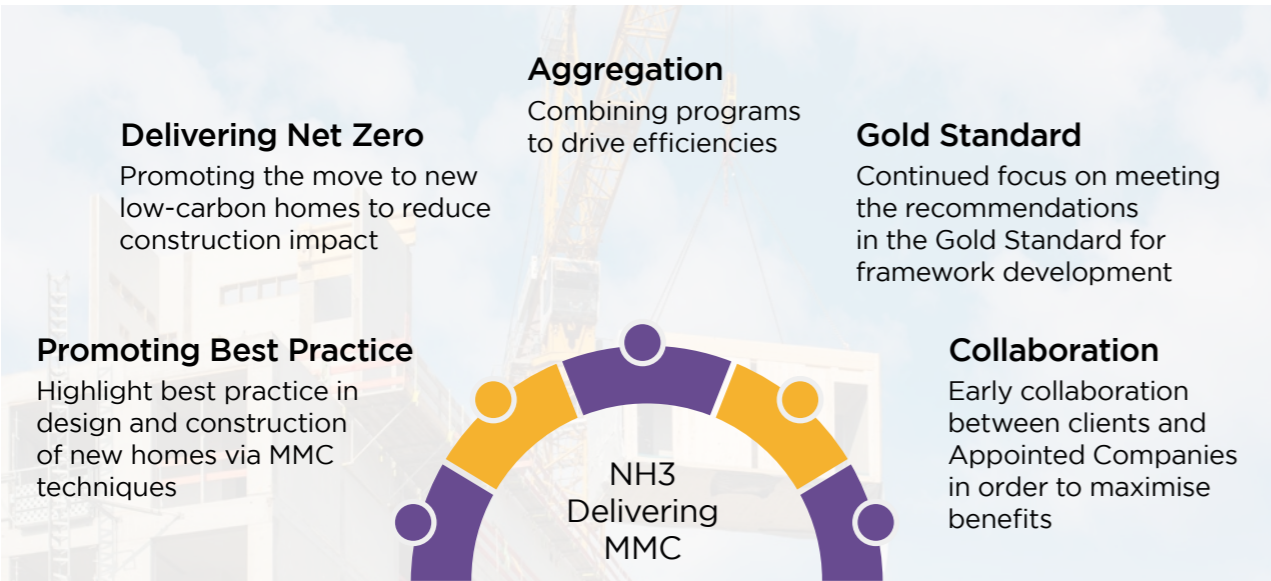 Aggregation
Combining programs
to drive efficiencies
Delivering Net Zero
Promoting the move to new
low-carbon homes to reduce
construction impact
Gold Standard
Continued focus on meeting
the recommendations
in the Gold Standard for
framework development
Promoting Best Practice
Highlight best practice in
design and construction
of new homes via MMC
techniques
Collaboration
Early collaboration
between clients and
Appointed Companies
in order to maximise
benefits
NH3
Delivering
MMC